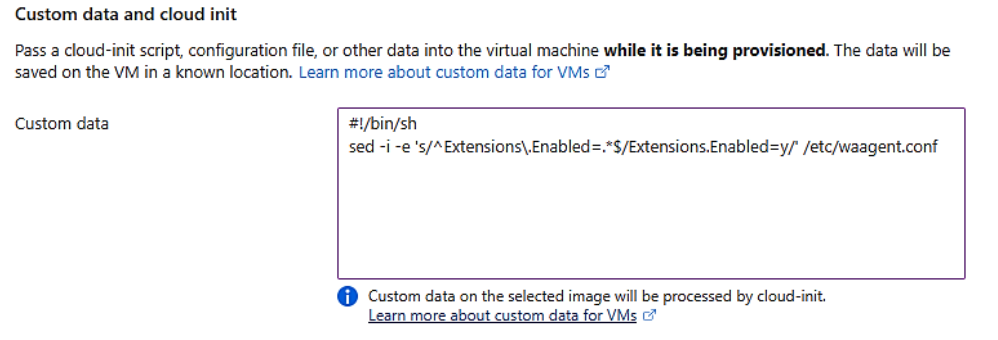 Custom data and cloud init
Pass a cloud-init script, configuration file, or other data into the virtual machine while it is being provisioned. The data will be
saved on the VM in a known location. Learn more about custom data for VMs
Custom data
#!/bin/sh
sed -i -e 's/^Extensions\.Enabled=.*$/Extensions.Enabled=y/' /etc/waagent.conf
Custom data on the selected image will be processed by cloud-init.
Learn more about custom data for VMs